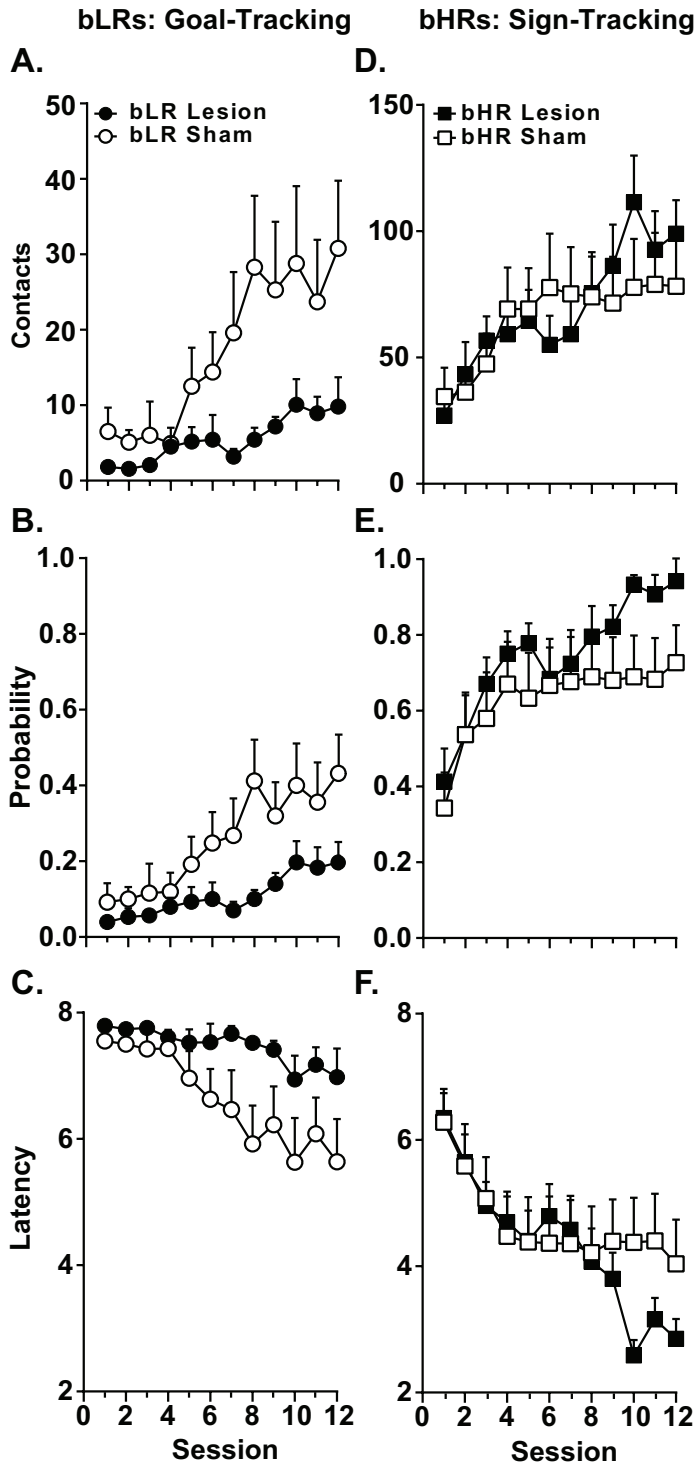 bLRs: Goal-Tracking
bHRs: Sign-Tracking
A.
50
40
30
20
10
0
Contacts
bLR Lesion
bLR Sham
D.
150
100
50
0
bHR Lesion
bHR Sham
B.
1.0
0.8
0.6
0.4
0.2
0.0
Probability
E.
1.0
0.8
0.6
0.4
0.2
0.0
C.
8
6
4
2
Latency
0 2 4 6 8 10 12
Session
F.
8
6
4
2
0 2 4 6 8 10 12
Session